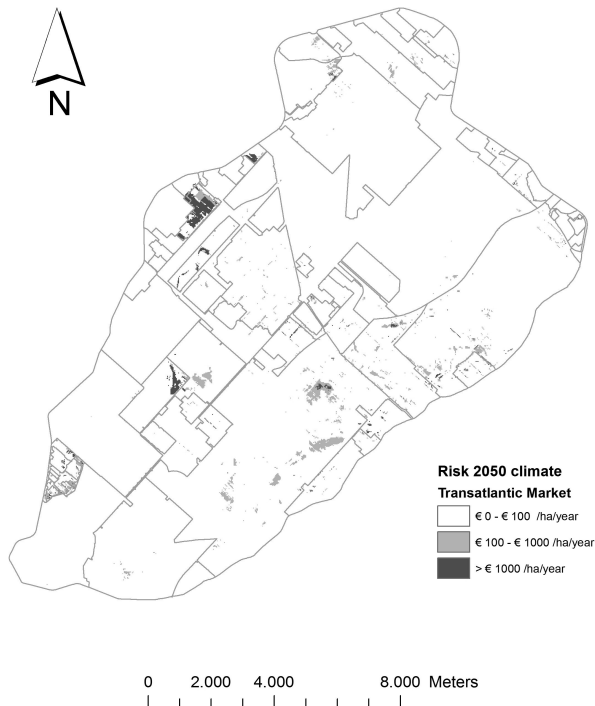 N
Risk 2050 climate
Transatlantic Market
€ 0 - € 100 /ha/year
€ 100 - € 1000 /ha/year
> € 1000 /ha/year
0 2.000 4.000 8.000 Meters